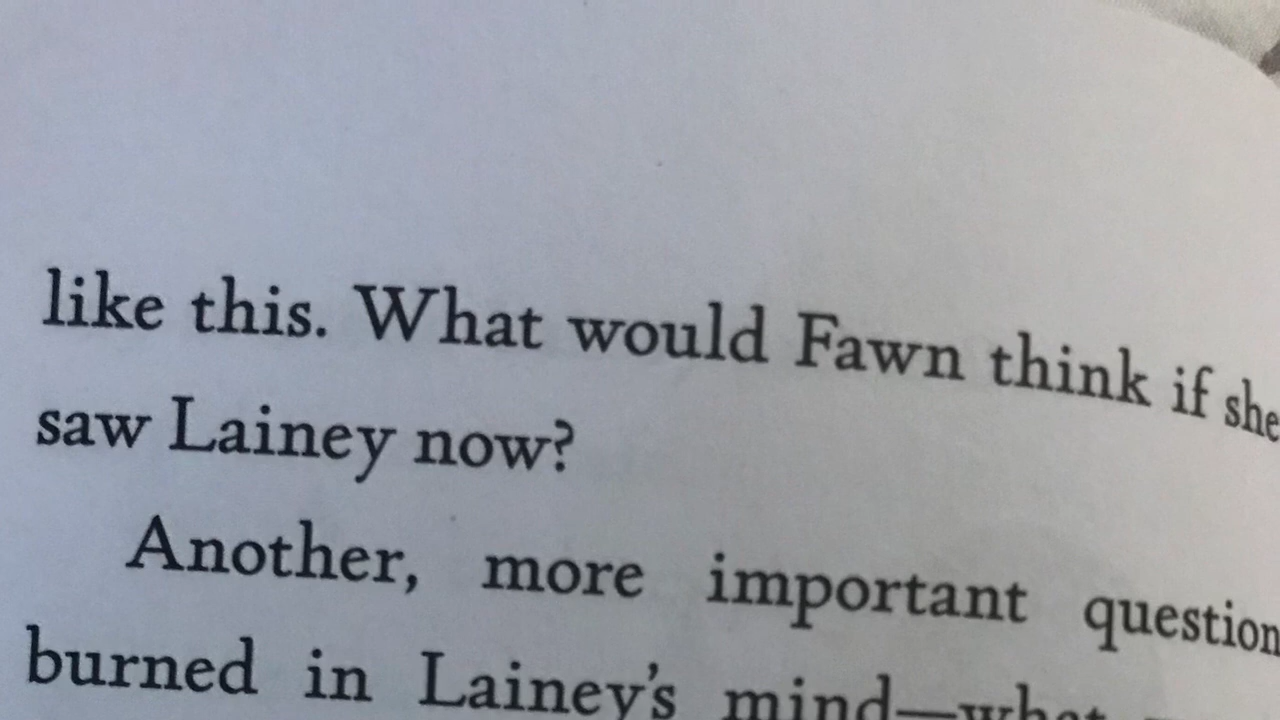 like this. What would Fawn think if she
saw Lainey now?
Another, more important question
burned in Lainey's mind—what